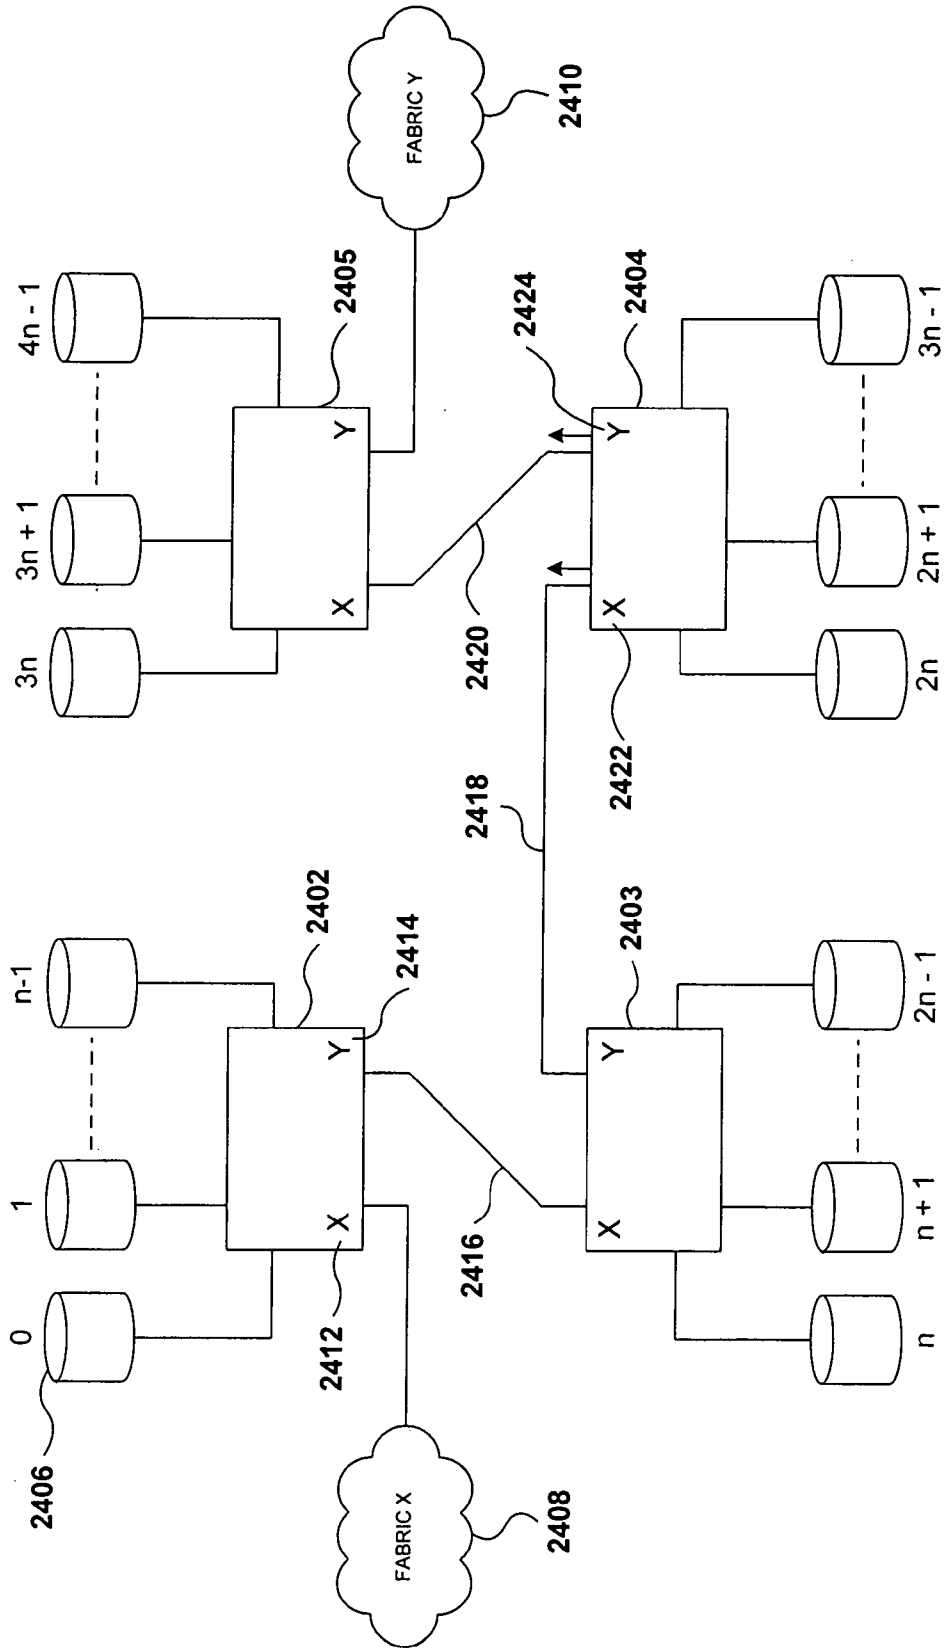 0
1
n-1
3n
3n + 1
4n - 1
2406
2402
2405
X
Y
X
Y
2412
2414
FABRIC X
2408
FABRIC Y
2410
2416
2418
2420
2424
X
Y
X
Y
2403
2422
2404
n
n + 1
2n - 1
2n
2n + 1
3n - 1